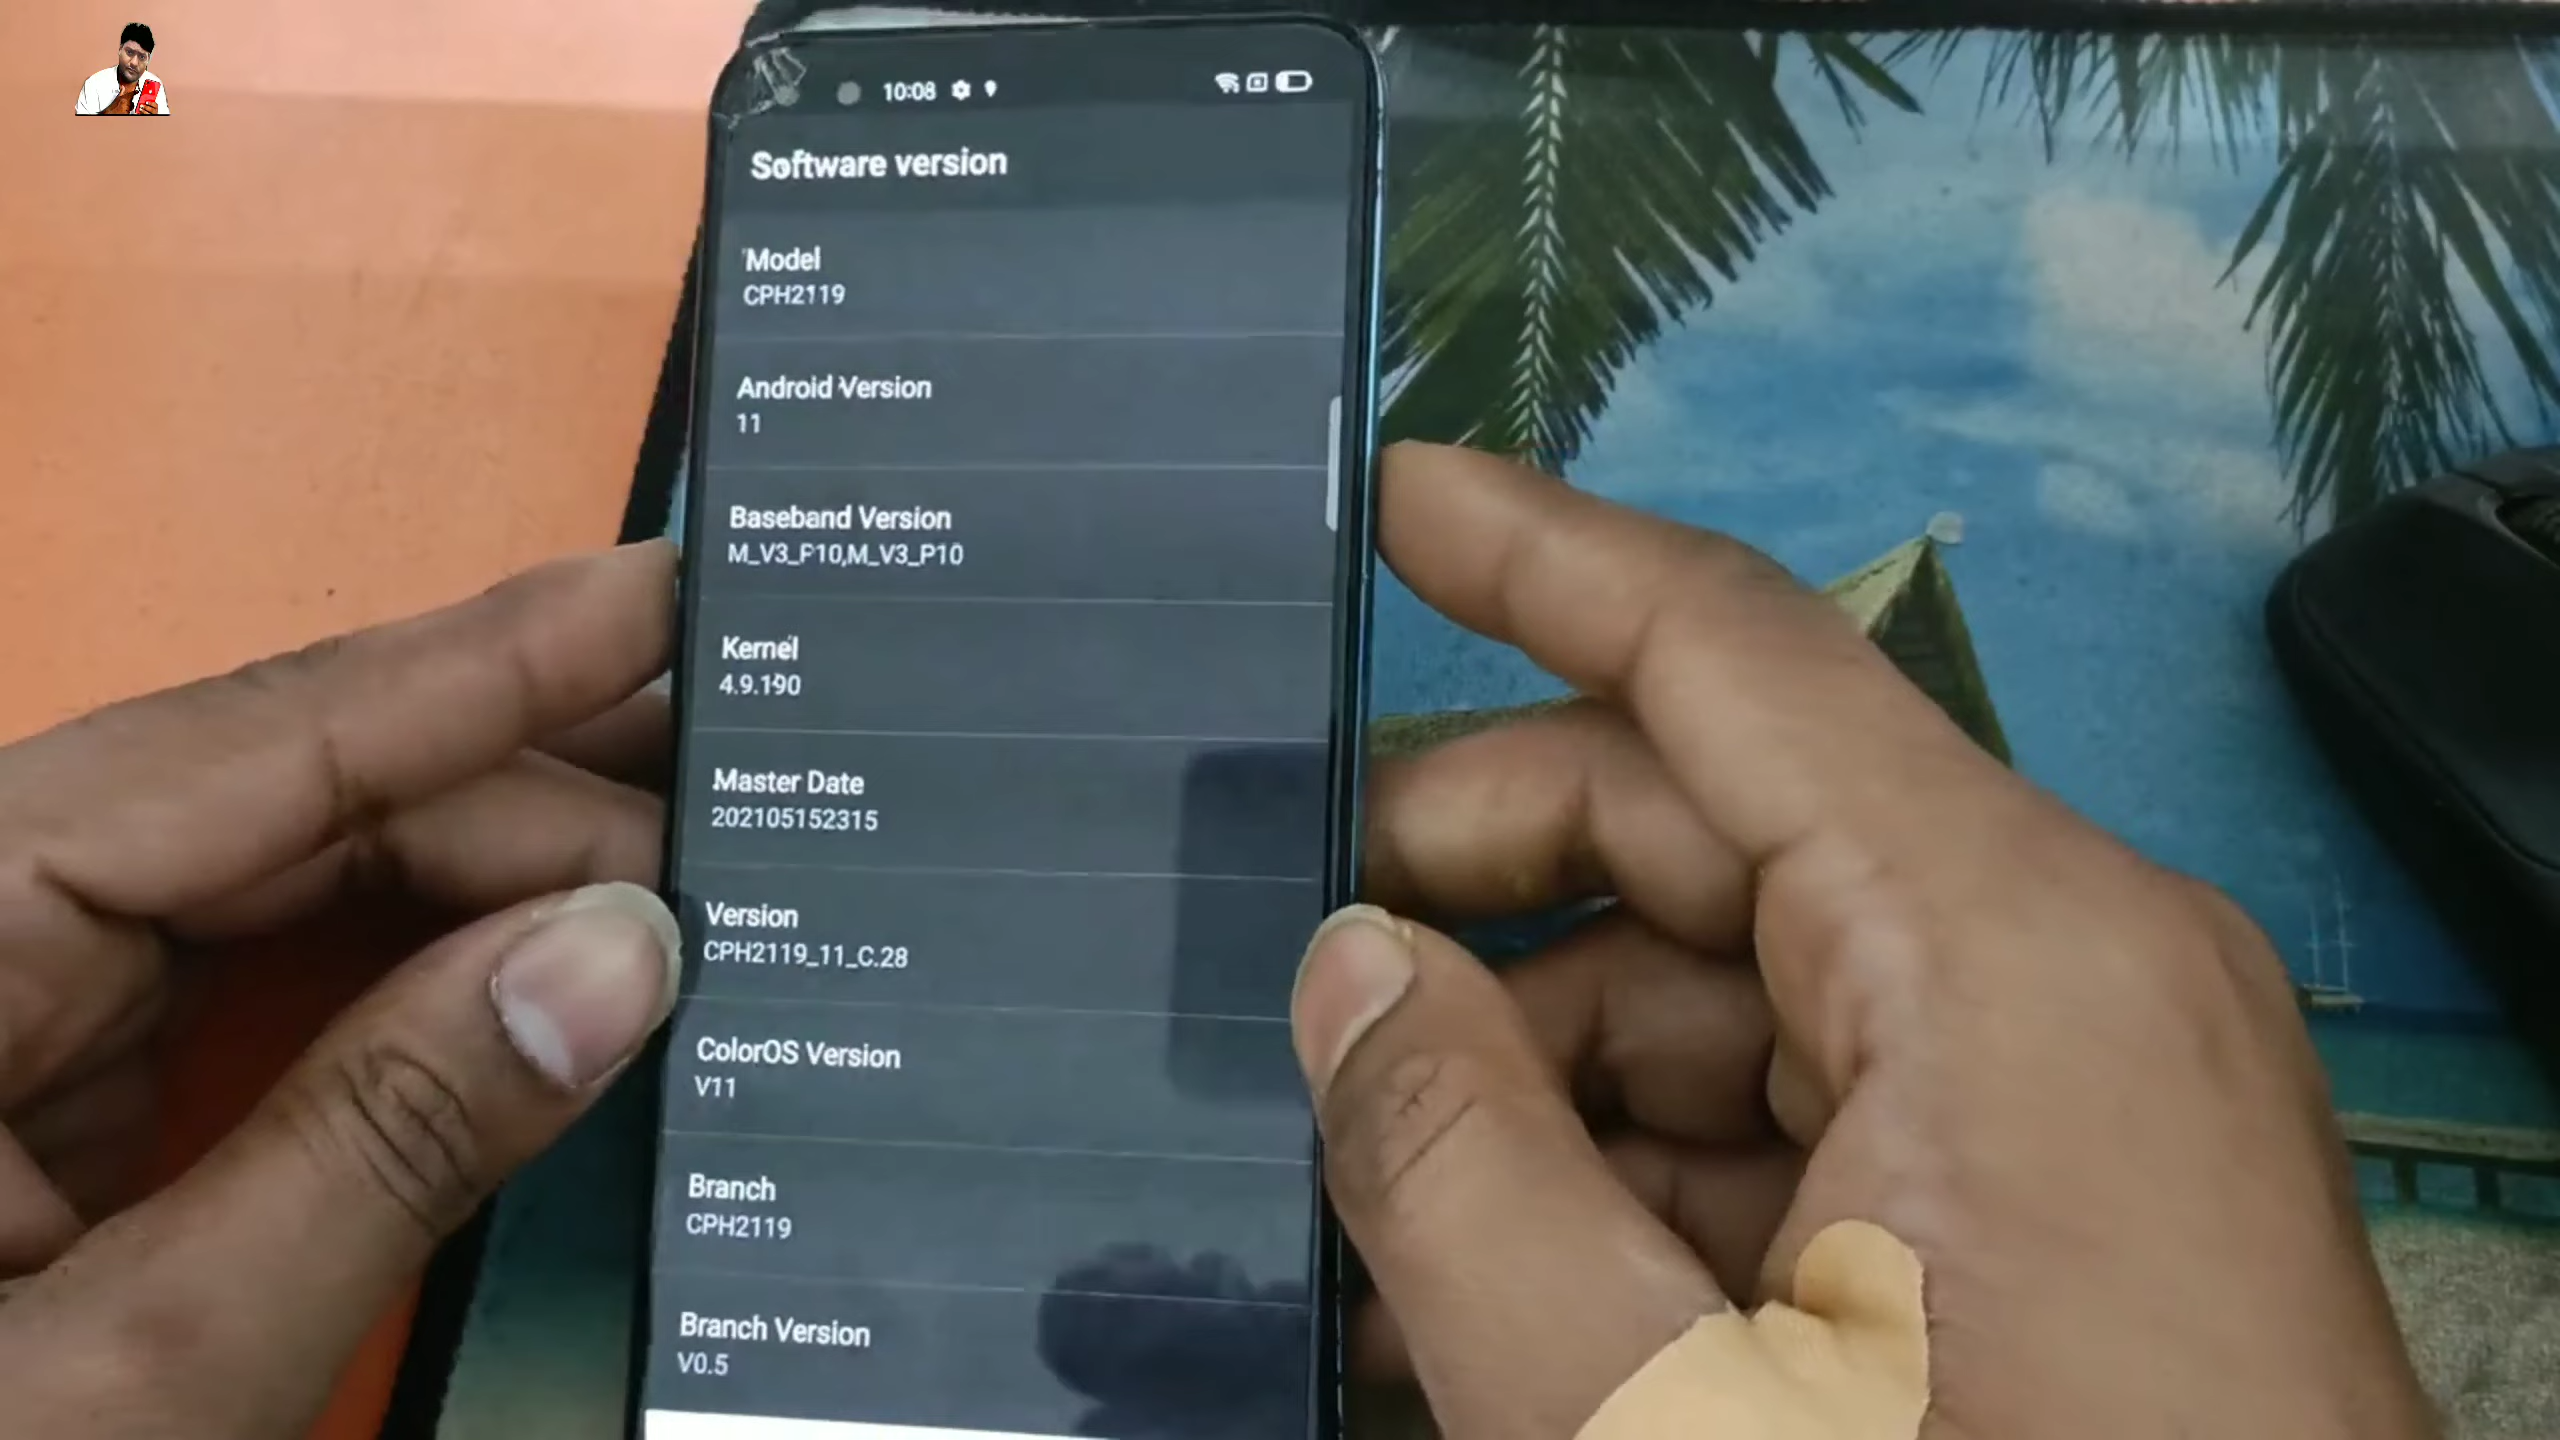 10:08
Software version
Model
CPH2119
Android Version
11
Baseband Version
M_V3_P10,M_V3_P10
Kernel
4.9.190
Master Date
202105152315
Version
CPH2119_11_C.28
ColorOS Version
V11
Branch
CPH2119
Branch Version
V0.5